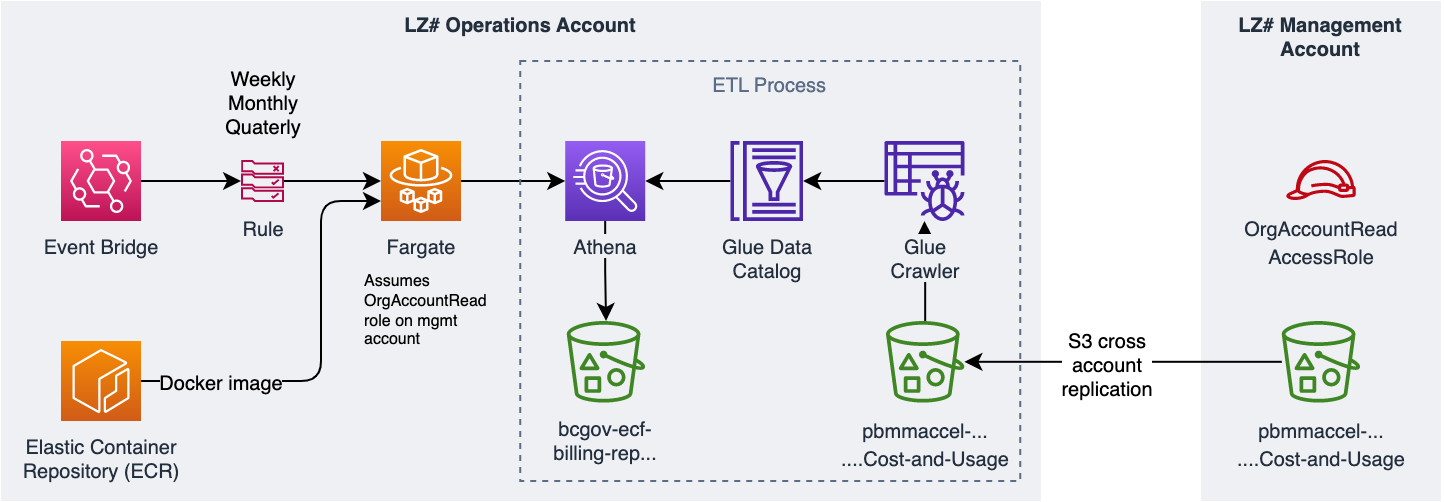 LZ# Operations Account
LZ# Management
Account
ETL Process
Weekly
Monthly
Quaterly
Event Bridge
Rule
Fargate
Assumes
OrgAccountRead
role on mgmt
account
Athena
Glue Data
Catalog
Glue
Crawler
OrgAccountRead
AccessRole
Docker image
Elastic Container
Repository (ECR)
bcgov-ecf-
billing-rep...
pbmmaccel-...
....Cost-and-Usage
S3 cross
account
replication
pbmmaccel-...
....Cost-and-Usage